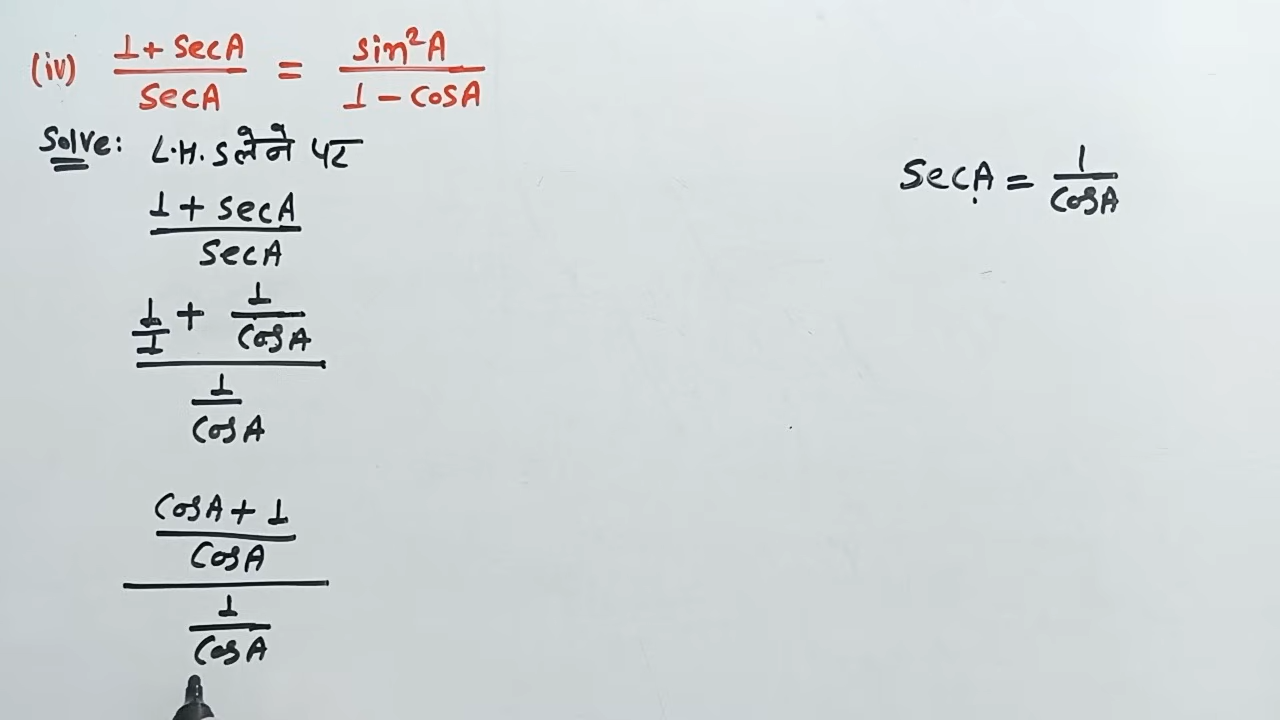 (iv) (1 + SecA)/(SecA) = (sin²A)/(1 - CosA)
Solve: L.H.S लेने पर
SecA = 1/CosA
1 + SecA
SecA
1/1 + 1/CosA
1/CosA
CosA + 1
CosA
1
CosA